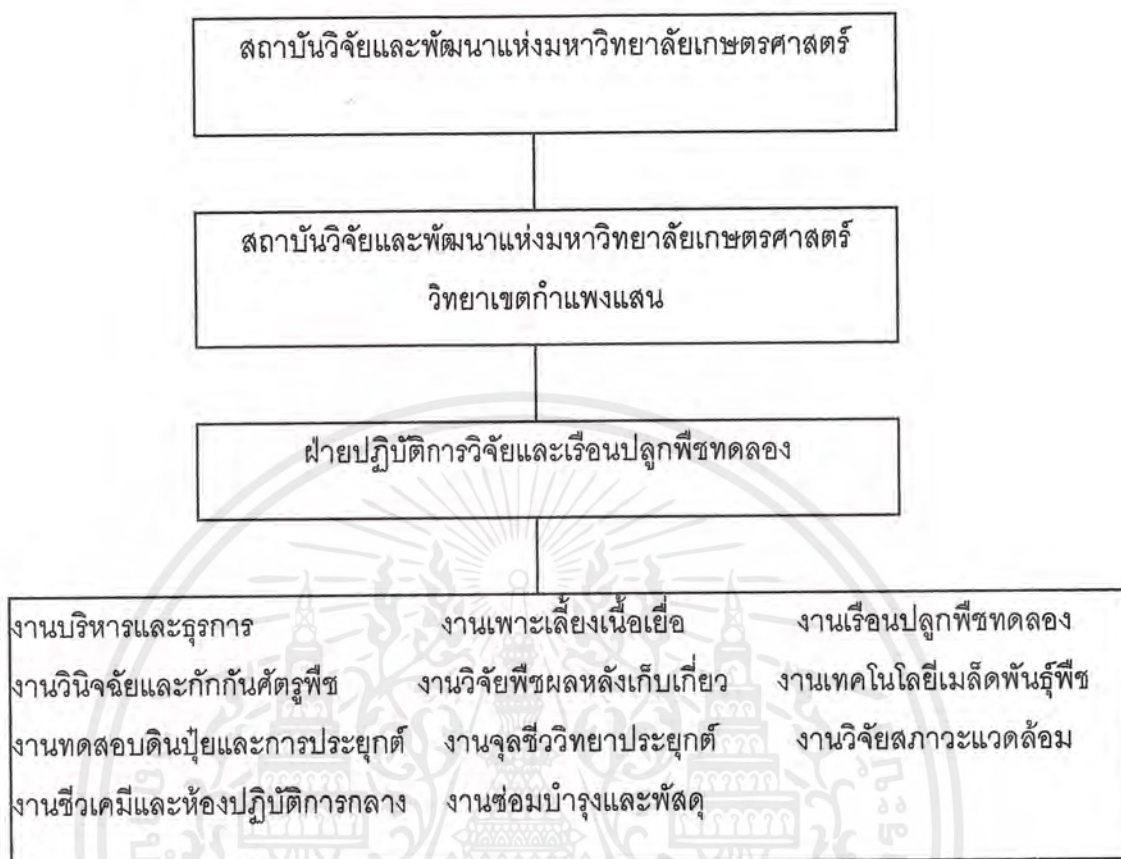 สถาบันวิจัยและพัฒนาแห่งมหาวิทยาลัยเกษตรศาสตร์
สถาบันวิจัยและพัฒนาแห่งมหาวิทยาลัยเกษตรศาสตร์
วิทยาเขตกำแพงแสน
ฝ่ายปฏิบัติการวิจัยและเรือนปลูกพืชทดลอง
งานบริหารและธุรการ งานเพาะเลี้ยงเนื้อเยื่อ งานเรือนปลูกพืชทดลอง
งานวินิจฉัยและกักกันศัตรูพืช งานวิจัยพืชผลหลังเก็บเกี่ยว งานเทคโนโลยีเมล็ดพันธุ์พืช
งานทดสอบดินปุ๋ยและการประยุกต์ งานจุลชีววิทยาประยุกต์ งานวิจัยสภาวะแวดล้อม
งานชีวเคมีและห้องปฏิบัติการกลาง งานซ่อมบำรุงและพัสดุ